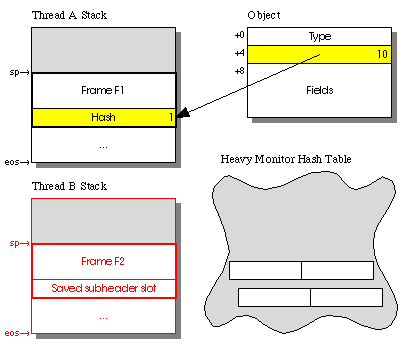 Thread A Stack
sp
Frame F1
Hash 1
...
eos
Object
+0 Type
+4 10
+8
Fields
Thread B Stack
sp
Frame F2
Saved subheader slot
...
eos
Heavy Monitor Hash Table